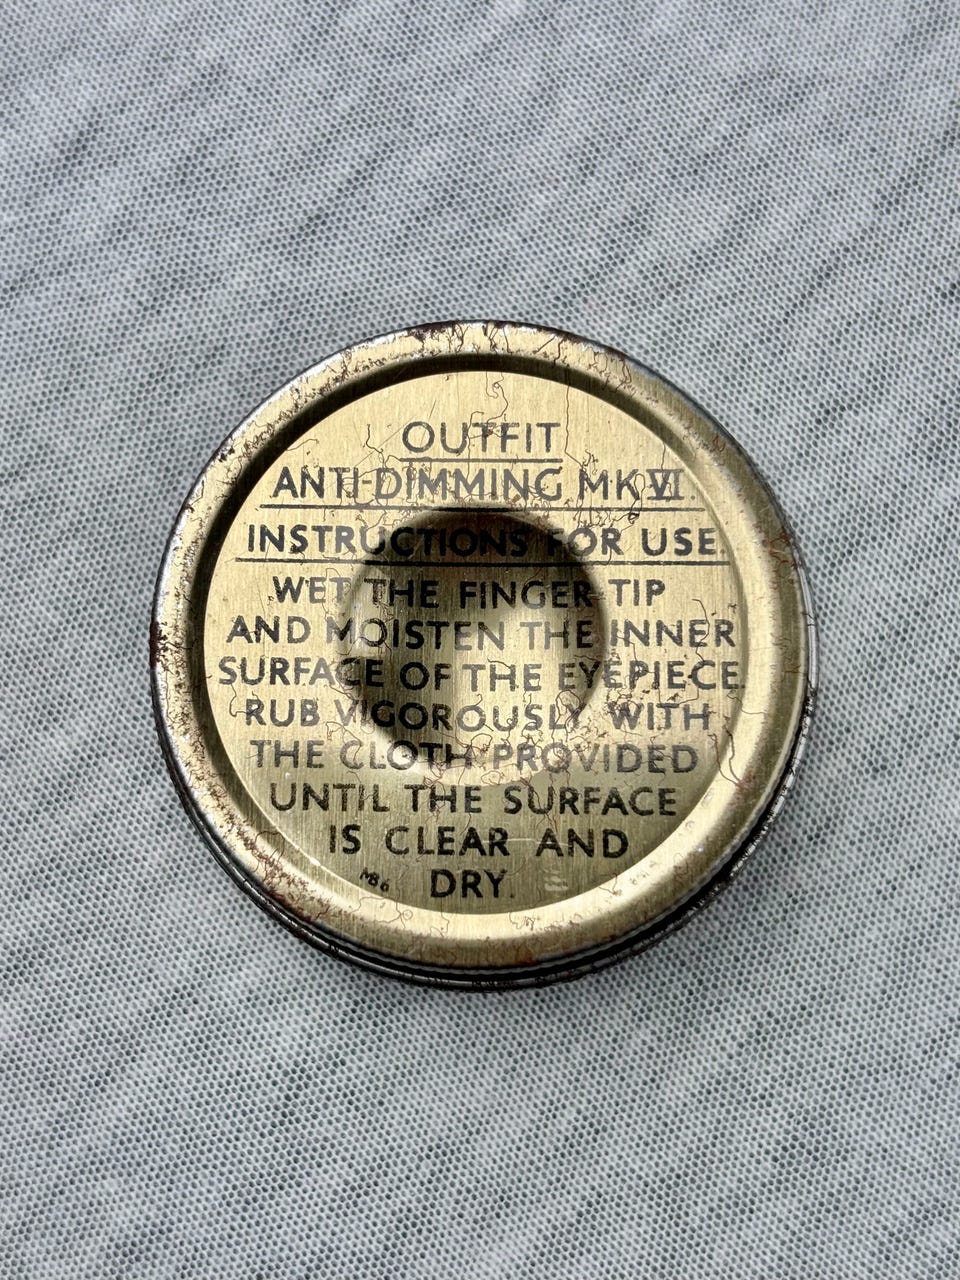 OUTFIT
ANTI-DIMMING MK VI.
INSTRUCTIONS FOR USE.
WET THE FINGER TIP
AND MOISTEN THE INNER
SURFACE OF THE EYEPIECE.
RUB VIGOROUSLY WITH
THE CLOTH PROVIDED
UNTIL THE SURFACE
IS CLEAR AND
DRY.
MB6